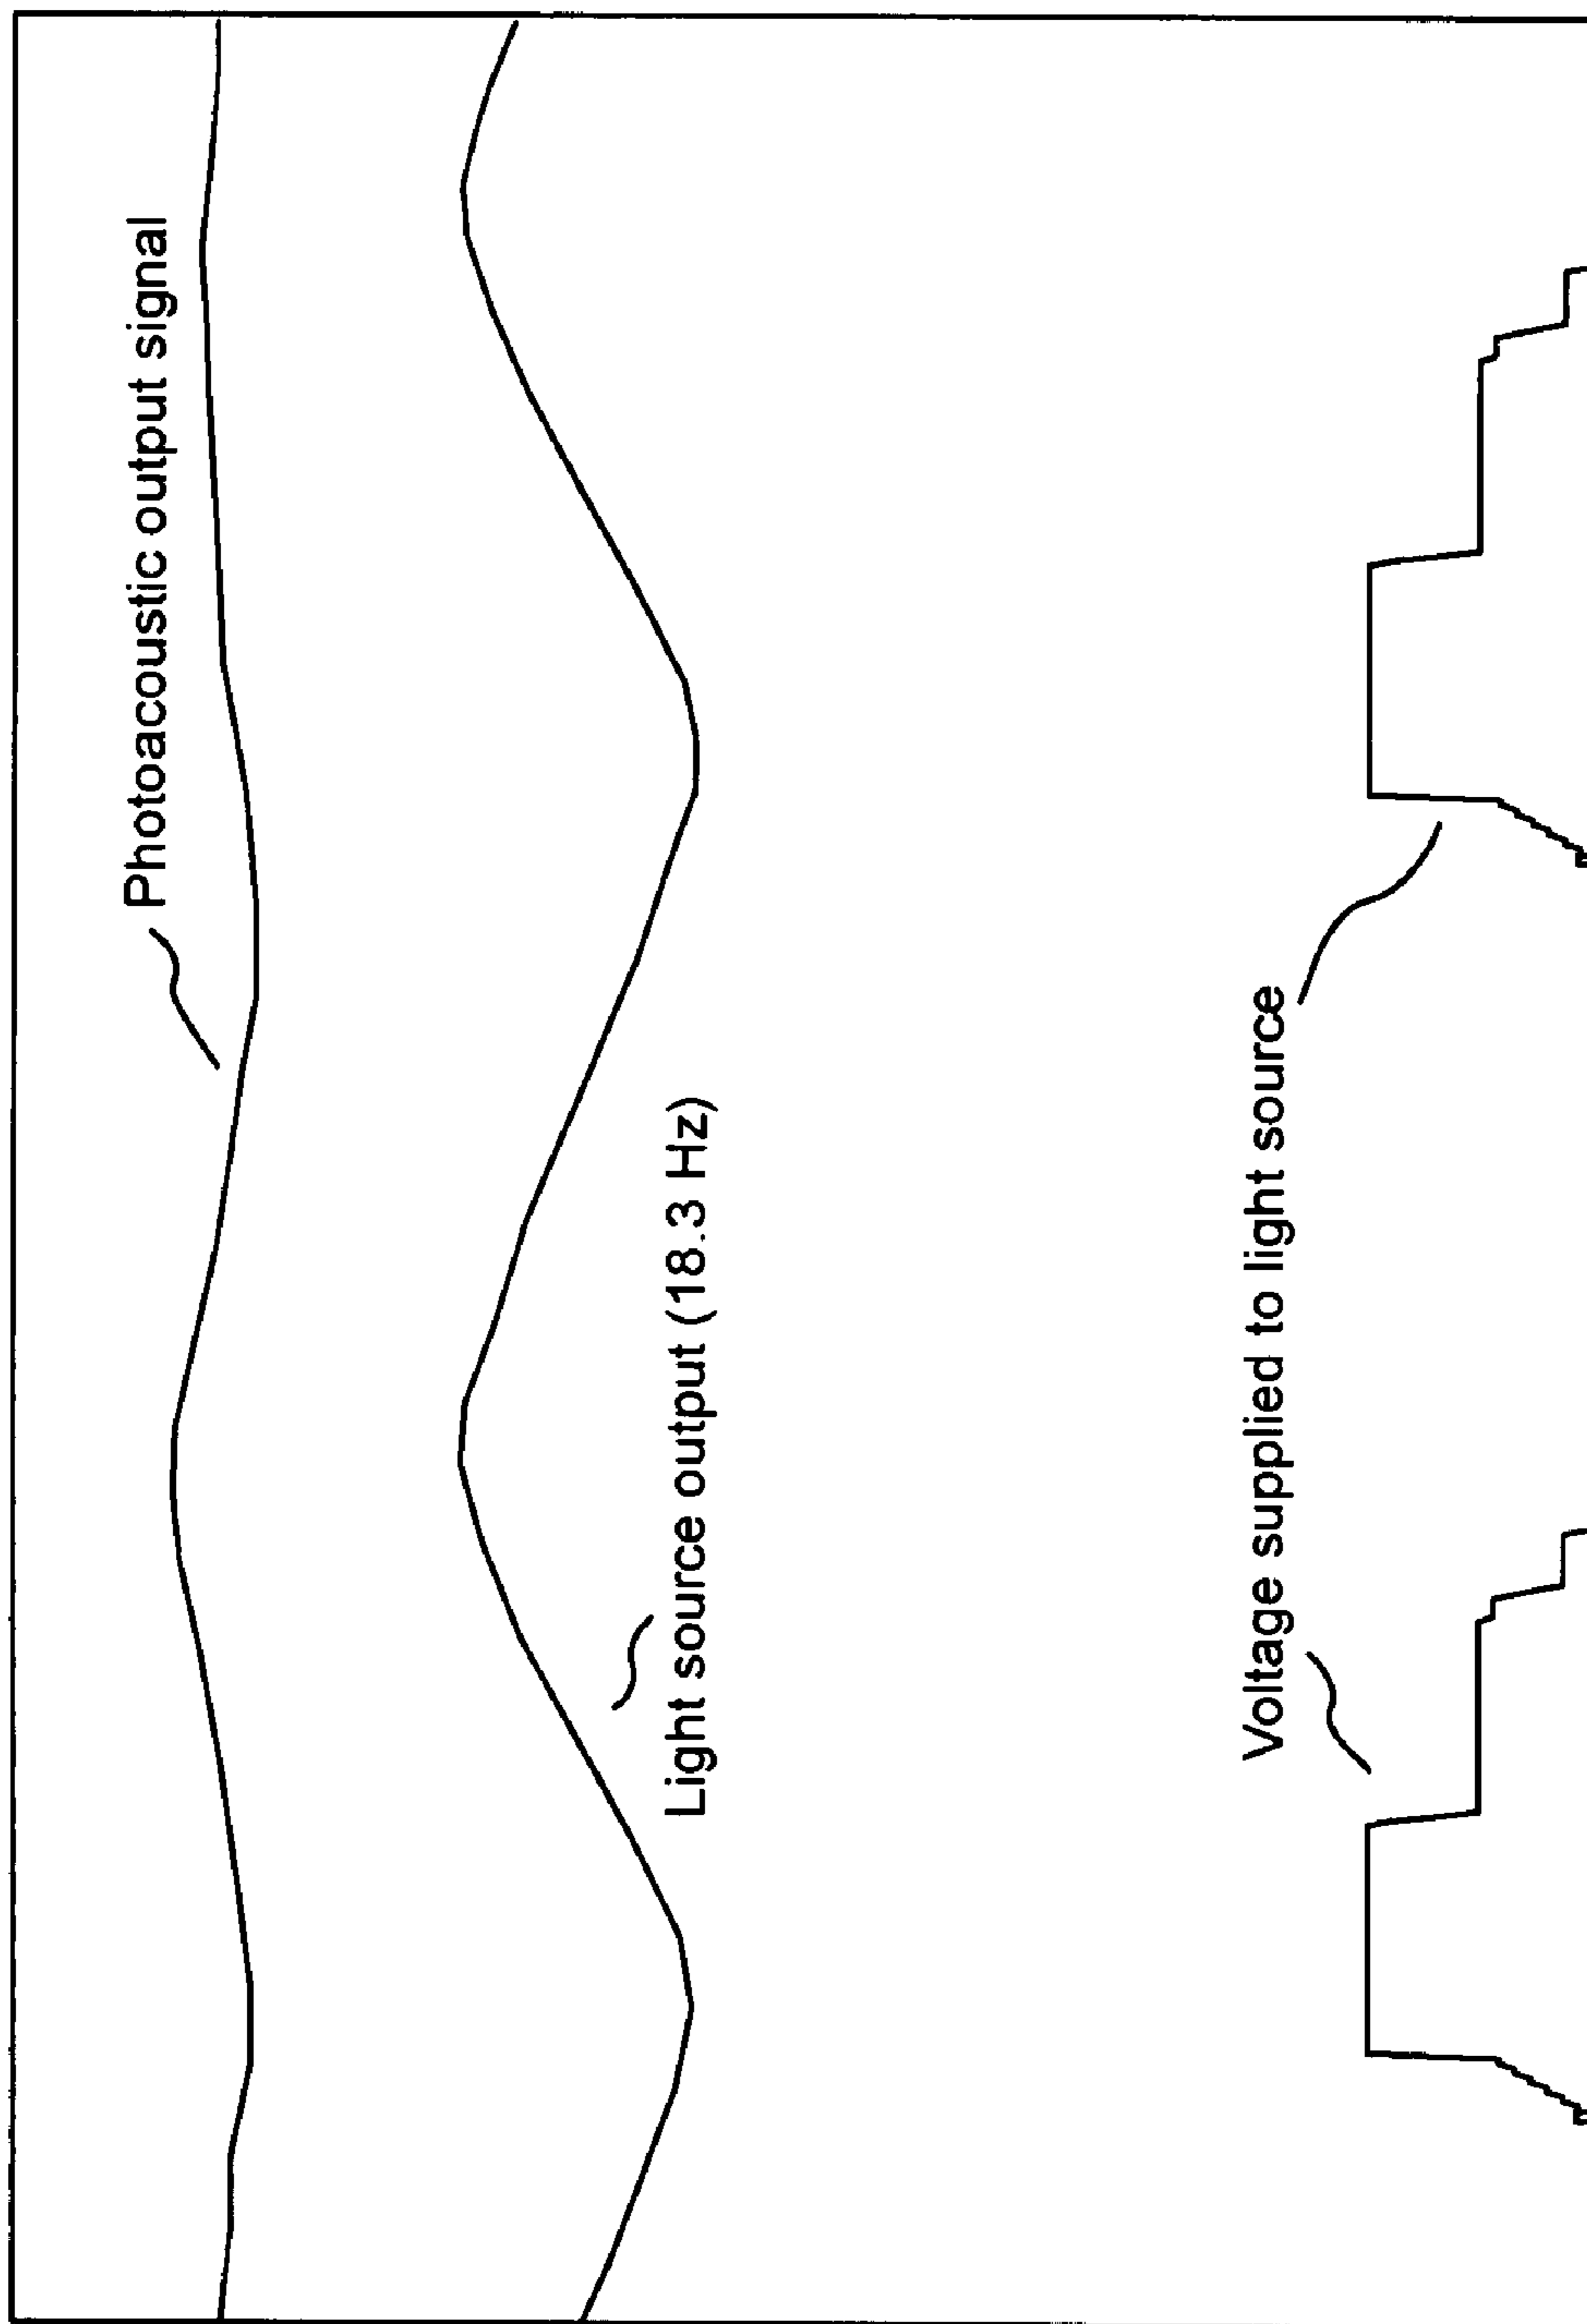 Photoacoustic output signal
Light source output (18.3 Hz)
Voltage supplied to light source